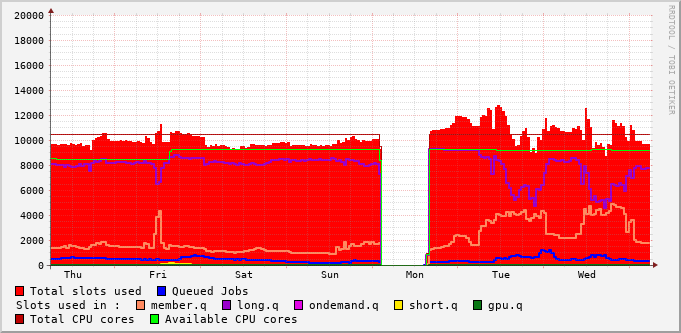 20000
18000
16000
14000
12000
10000
8000
6000
4000
2000
0
Thu Fri Sat Sun Mon Tue Wed
Total slots used Queued Jobs
Slots used in : member.q long.q ondemand.q short.q gpu.q
Total CPU cores Available CPU cores
RRDTOOL / TOBI OETIKER